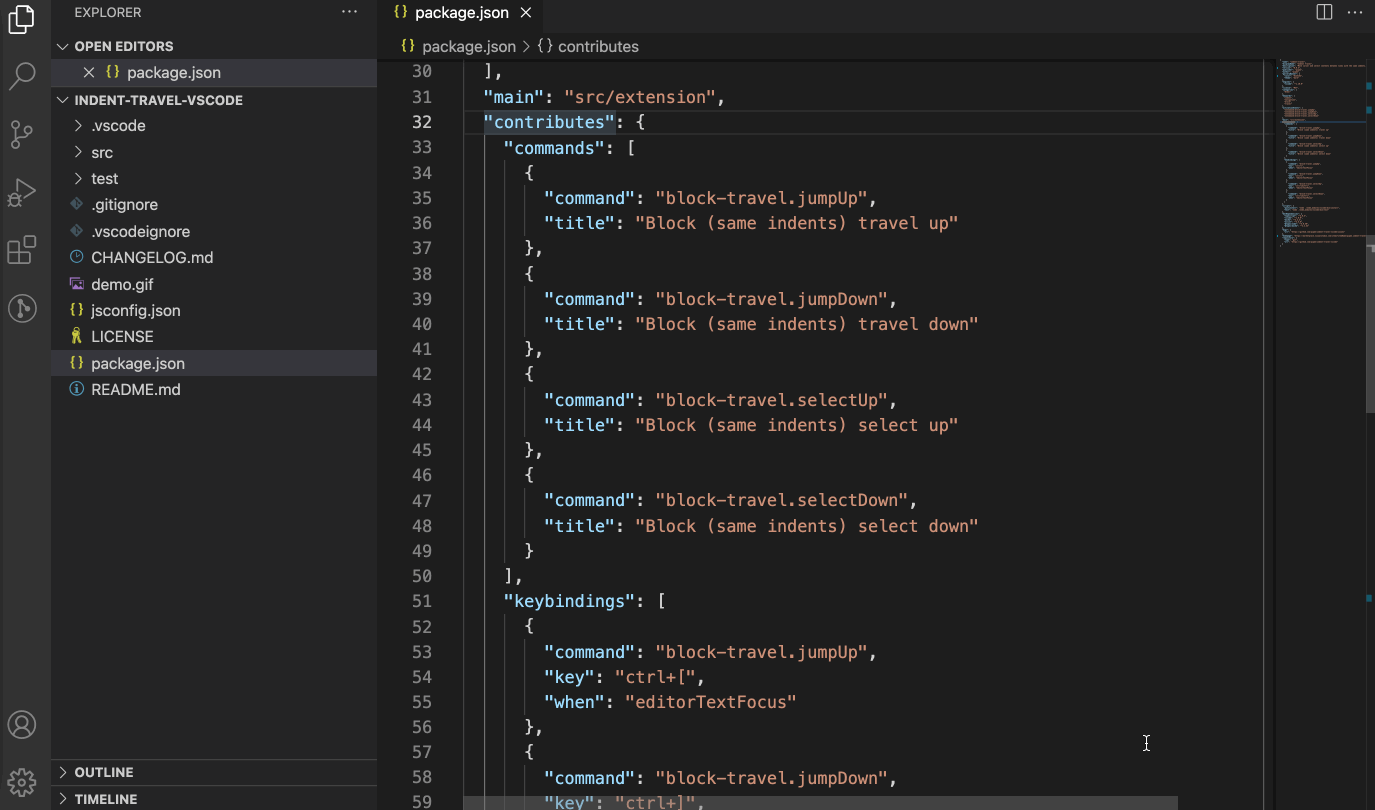 EXPLORER
OPEN EDITORS
package.json
INDENT-TRAVEL-VSCODE
.vscode
src
test
.gitignore
.vscodeignore
CHANGELOG.md
demo.gif
jsconfig.json
LICENSE
package.json
README.md
OUTLINE
TIMELINE
{} package.json
{} package.json > {} contributes
30 ],
31 "main": "src/extension",
32 "contributes": {
33 "commands": [
34 {
35 "command": "block-travel.jumpUp",
36 "title": "Block (same indents) travel up"
37 },
38 {
39 "command": "block-travel.jumpDown",
40 "title": "Block (same indents) travel down"
41 },
42 {
43 "command": "block-travel.selectUp",
44 "title": "Block (same indents) select up"
45 },
46 {
47 "command": "block-travel.selectDown",
48 "title": "Block (same indents) select down"
49 }
50 ],
51 "keybindings": [
52 {
53 "command": "block-travel.jumpUp",
54 "key": "ctrl+[",
55 "when": "editorTextFocus"
56 },
57 {
58 "command": "block-travel.jumpDown",
59 "key": "ctrl+]",